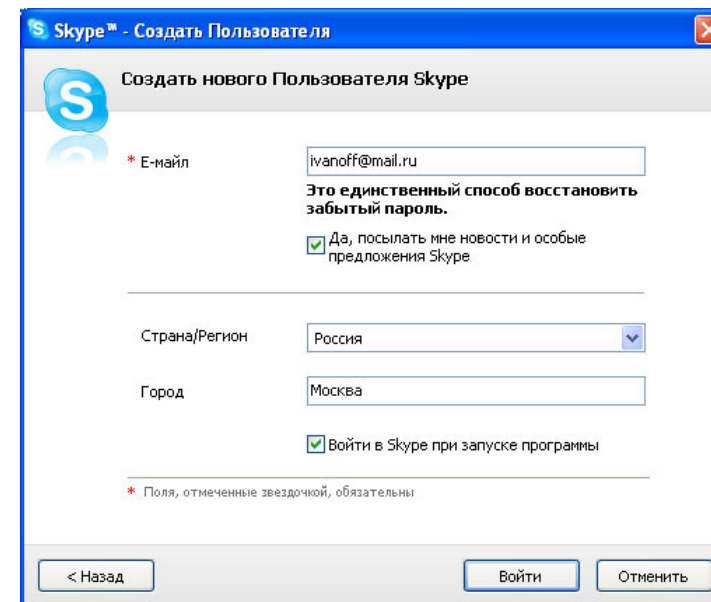 Skype™ - Создать Пользователя
Создать нового Пользователя Skype
* Е-майл
ivanoff@mail.ru
Это единственный способ восстановить
забытый пароль.
Да, посылать мне новости и особые
предложения Skype
Страна/Регион
Россия
Город
Москва
Войти в Skype при запуске программы
* Поля, отмеченные звездочкой, обязательны
< Назад
Войти
Отменить